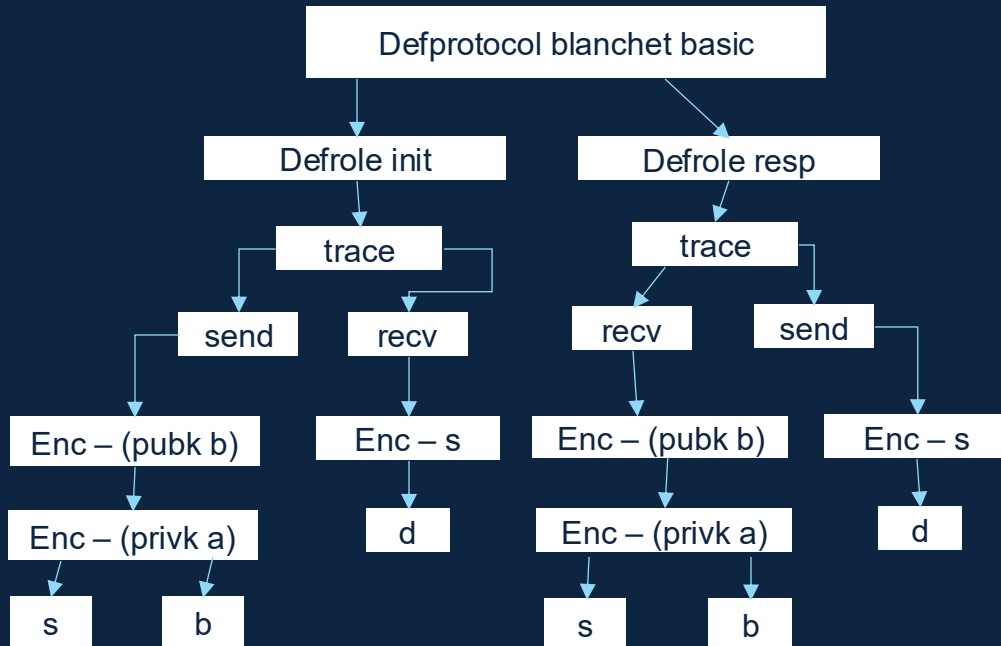 Defprotocol blanchet basic
Defrole init
Defrole resp
trace
trace
send
recv
recv
send
Enc – (pubk b)
Enc – s
Enc – (pubk b)
Enc – s
Enc – (privk a)
d
Enc – (privk a)
d
s
b
s
b